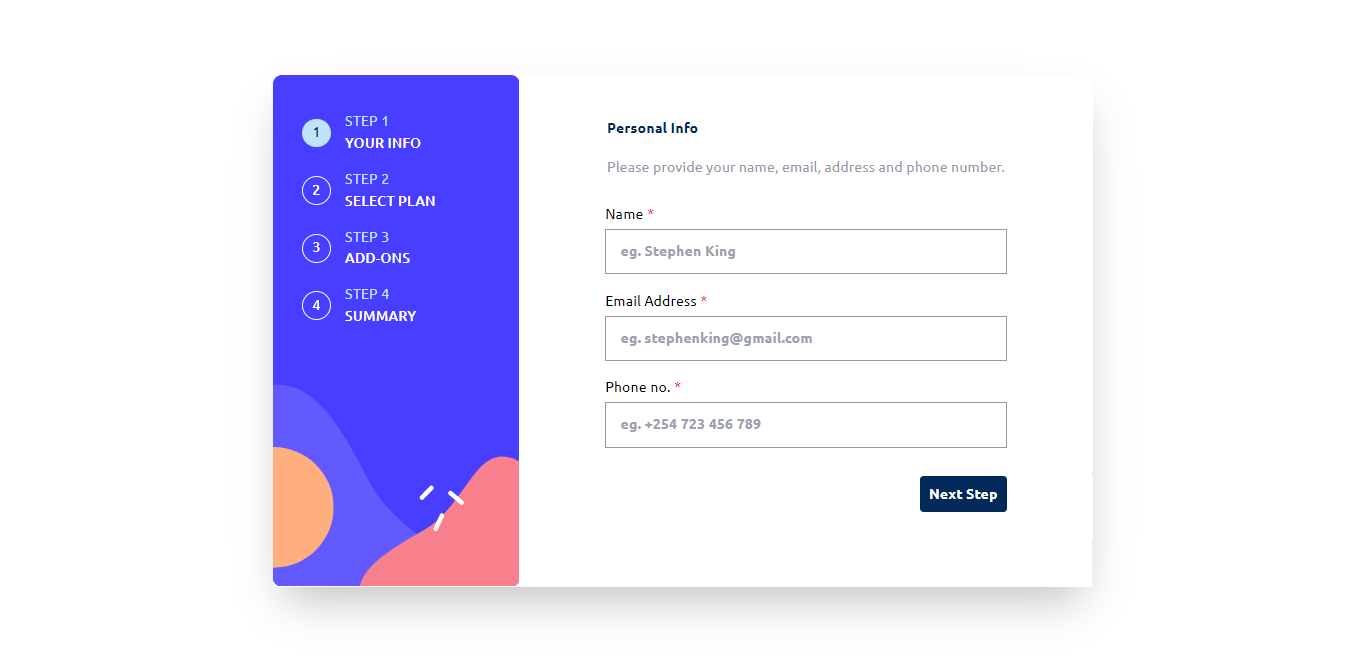 1
STEP 1
YOUR INFO
2
STEP 2
SELECT PLAN
3
STEP 3
ADD-ONS
4
STEP 4
SUMMARY
Personal Info
Please provide your name, email, address and phone number.
Name *
eg. Stephen King
Email Address *
eg. stephenking@gmail.com
Phone no. *
eg. +254 723 456 789
Next Step